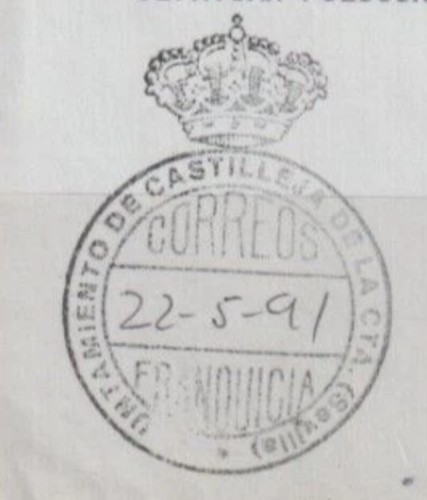 UNTAMIENTO DE CASTILLEJA DE LA CTA. (Sevilla)
CORREOS
22-5-91
FRANQUICIA